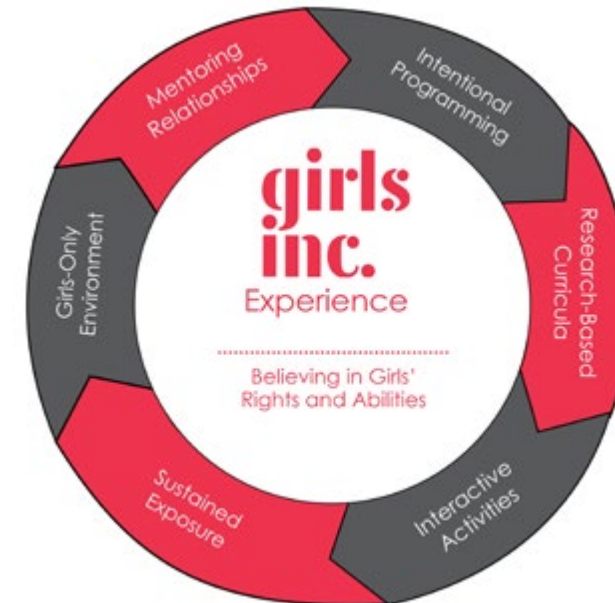 girls
inc.
Experience
Believing in Girls'
Rights and Abilities
Mentoring
Relationships
Intentional
Programming
Research-Based
Curricula
Interactive
Activities
Sustained
Exposure
Girls-Only
Environment